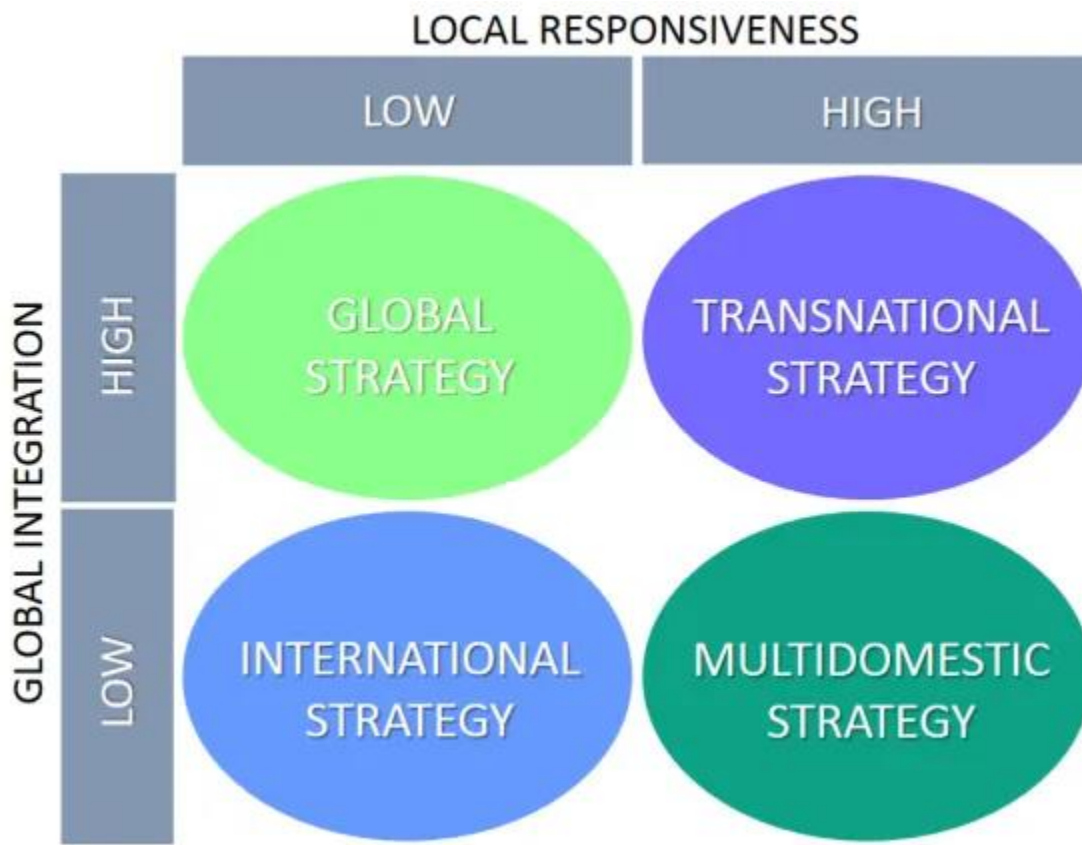 LOCAL RESPONSIVENESS
LOW
HIGH
GLOBAL INTEGRATION
HIGH
GLOBAL
STRATEGY
TRANSNATIONAL
STRATEGY
LOW
INTERNATIONAL
STRATEGY
MULTIDOMESTIC
STRATEGY